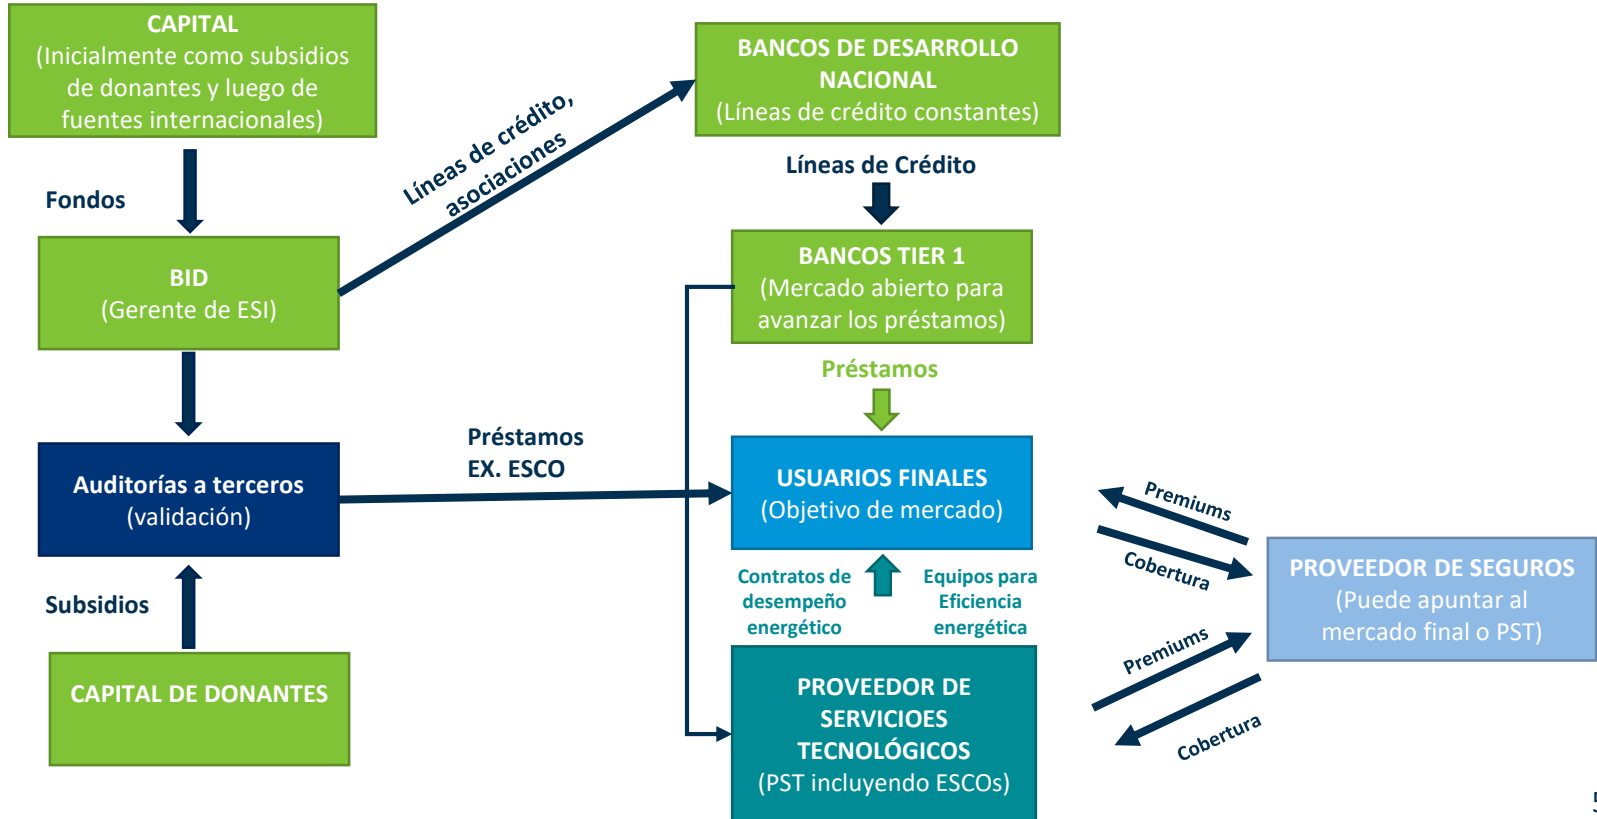 CAPITAL
(Inicialmente como subsidios
de donantes y luego de
fuentes internacionales)
Fondos
BID
(Gerente de ESI)
Auditorías a terceros
(validación)
Subsidios
CAPITAL DE DONANTES
Líneas de crédito,
asociaciones
Préstamos
EX. ESCO
BANCOS DE DESARROLLO
NACIONAL
(Líneas de crédito constantes)
Líneas de Crédito
BANCOS TIER 1
(Mercado abierto para
avanzar los préstamos)
Préstamos
USUARIOS FINALES
(Objetivo de mercado)
Contratos de
desempeño
energético
Equipos para
Eficiencia
energética
PROVEEDOR DE
SERVICIOES
TECNOLÓGICOS
(PST incluyendo ESCOs)
Premiums
Cobertura
PROVEEDOR DE SEGUROS
(Puede apuntar al
mercado final o PST)
Premiums
Cobertura
5